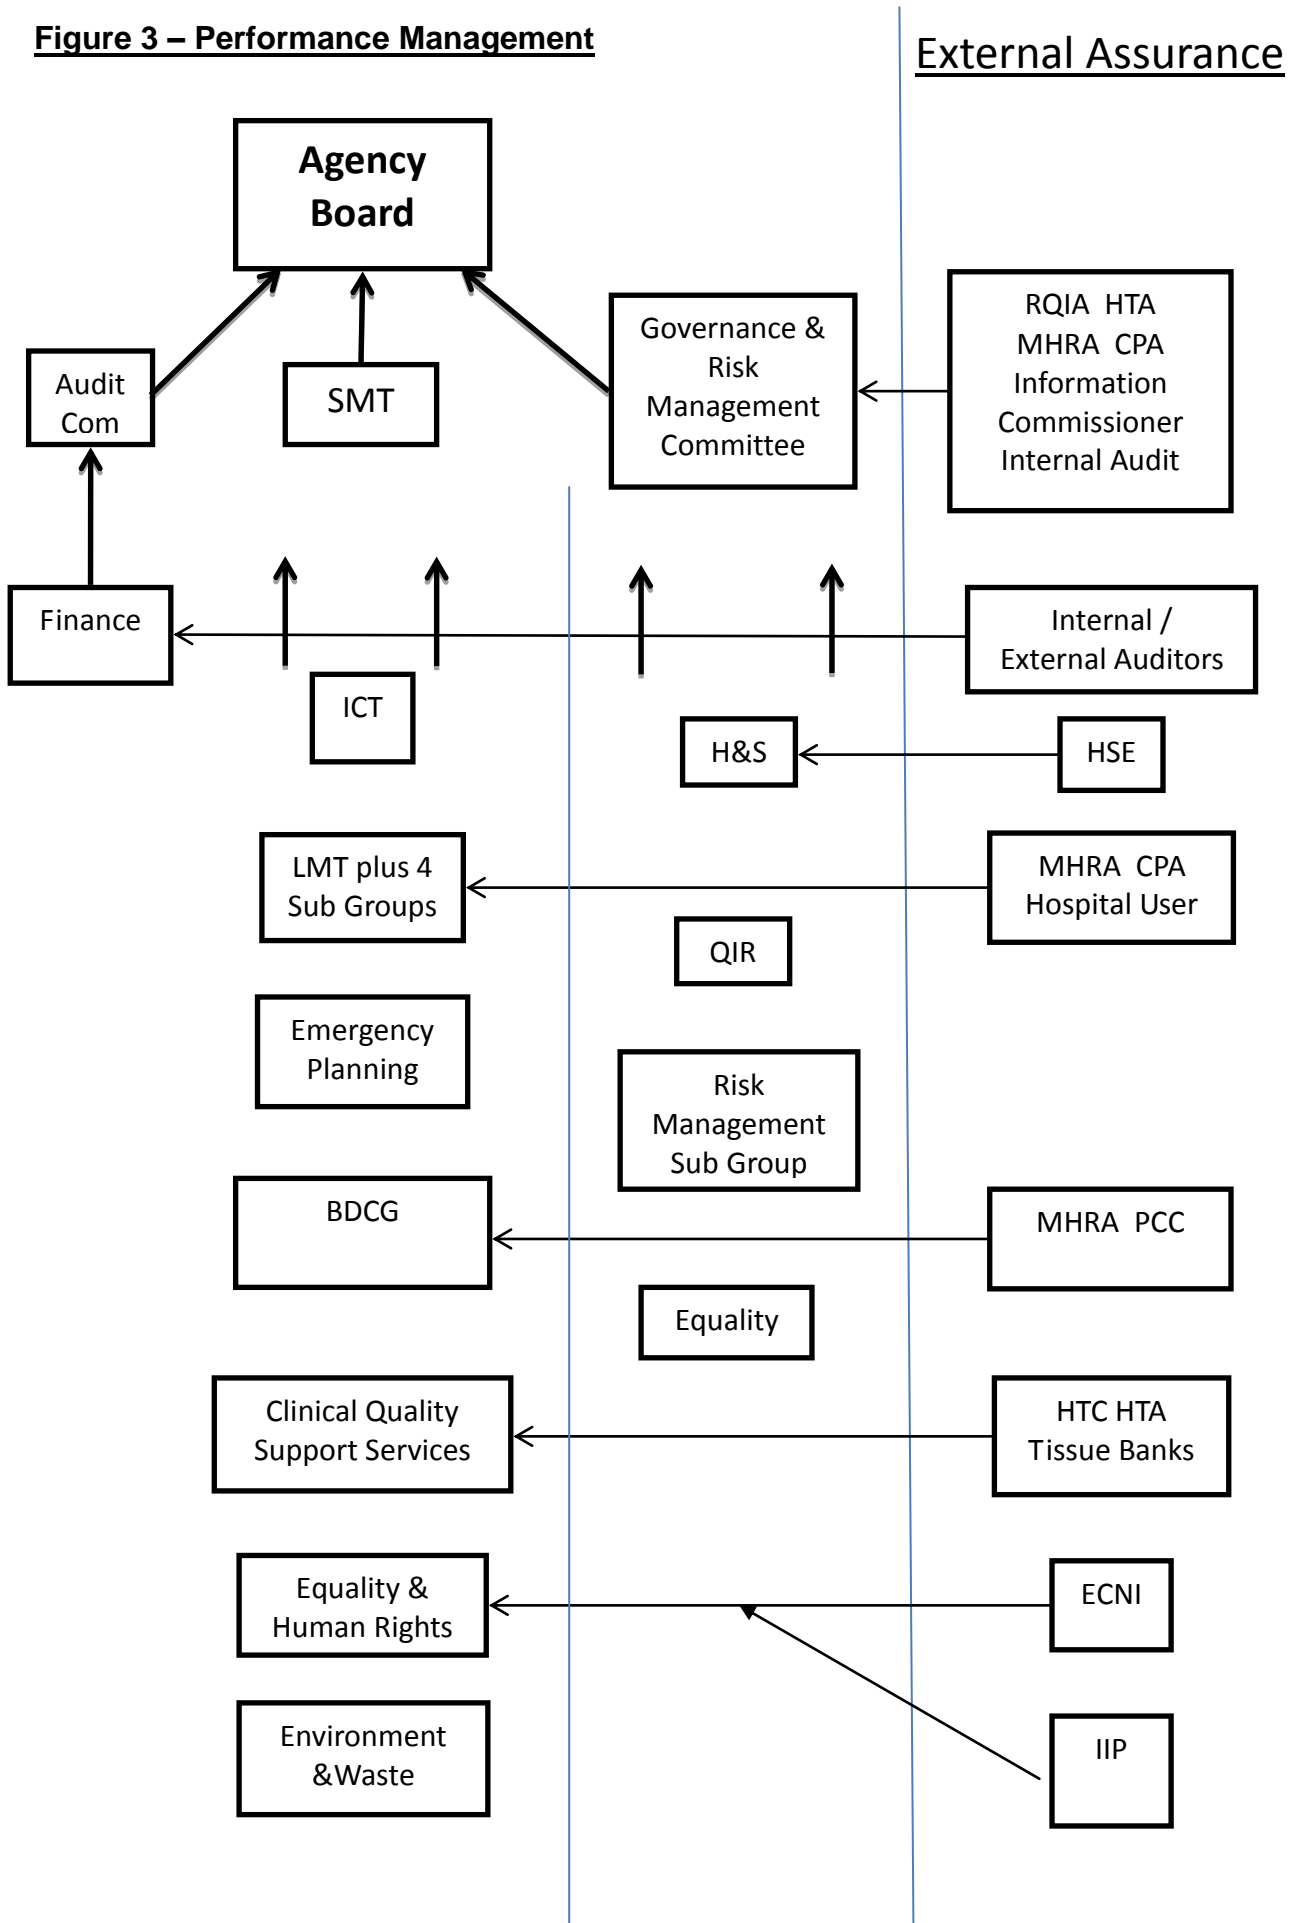 Figure 3 – Performance Management
External Assurance
Agency
Board
Audit
Com
SMT
Governance &
Risk
Management
Committee
RQIA HTA
MHRA CPA
Information
Commissioner
Internal Audit
Finance
Internal /
External Auditors
ICT
H&S
HSE
LMT plus 4
Sub Groups
MHRA CPA
Hospital User
QIR
Emergency
Planning
Risk
Management
Sub Group
BDCG
MHRA PCC
Equality
Clinical Quality
Support Services
HTC HTA
Tissue Banks
Equality &
Human Rights
ECNI
Environment
&Waste
IIP